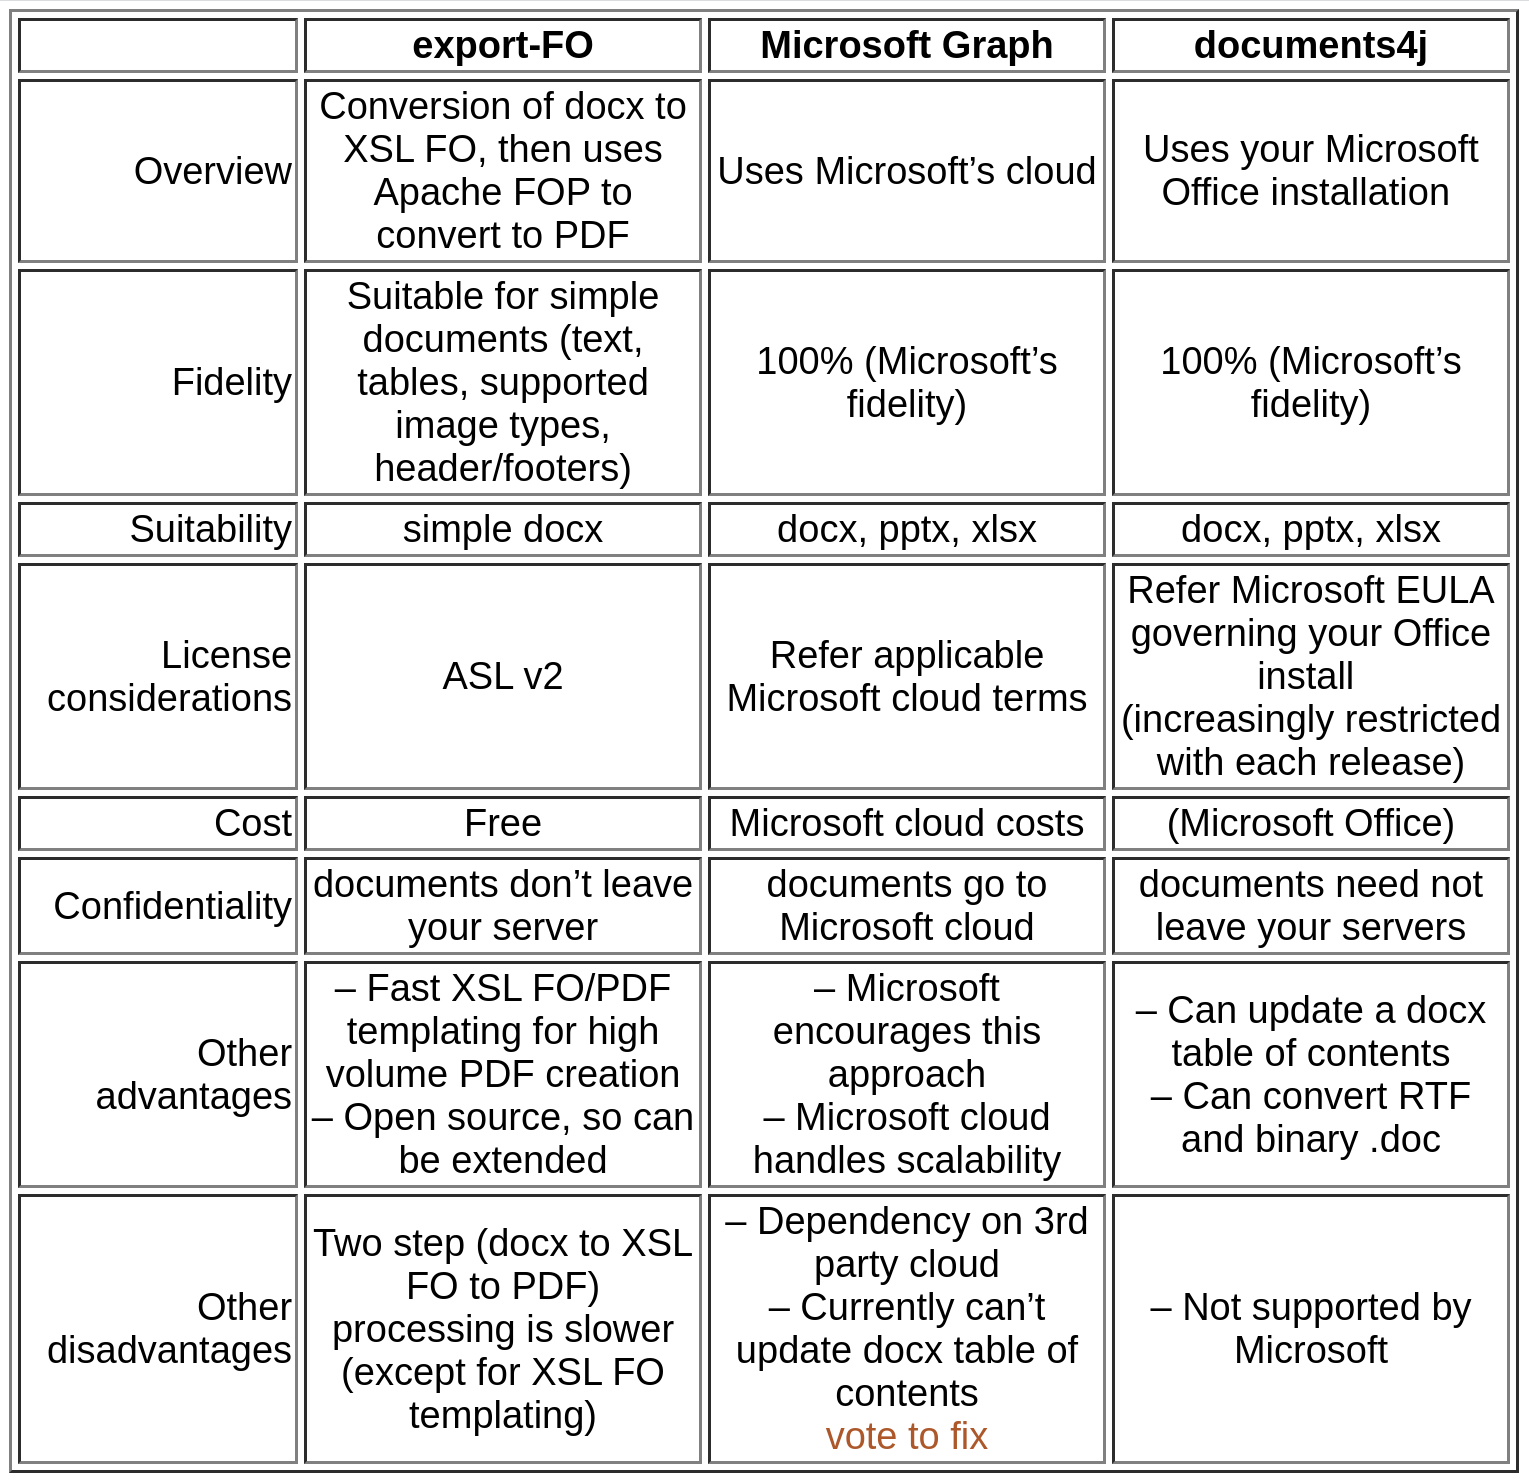 export-FO
Microsoft Graph
documents4j
Overview
Conversion of docx to
XSL FO, then uses
Apache FOP to
convert to PDF
Uses Microsoft’s cloud
Uses your Microsoft
Office installation
Fidelity
Suitable for simple
documents (text,
tables, supported
image types,
header/footers)
100% (Microsoft’s
fidelity)
100% (Microsoft’s
fidelity)
Suitability
simple docx
docx, pptx, xlsx
docx, pptx, xlsx
License
considerations
ASL v2
Refer applicable
Microsoft cloud terms
Refer Microsoft EULA
governing your Office
install
(increasingly restricted
with each release)
Cost
Free
Microsoft cloud costs
(Microsoft Office)
Confidentiality
documents don’t leave
your server
documents go to
Microsoft cloud
documents need not
leave your servers
Other
advantages
– Fast XSL FO/PDF
templating for high
volume PDF creation
– Open source, so can
be extended
– Microsoft
encourages this
approach
– Microsoft cloud
handles scalability
– Can update a docx
table of contents
– Can convert RTF
and binary .doc
Other
disadvantages
Two step (docx to XSL
FO to PDF)
processing is slower
(except for XSL FO
templating)
– Dependency on 3rd
party cloud
– Currently can’t
update docx table of
contents
vote to fix
– Not supported by
Microsoft